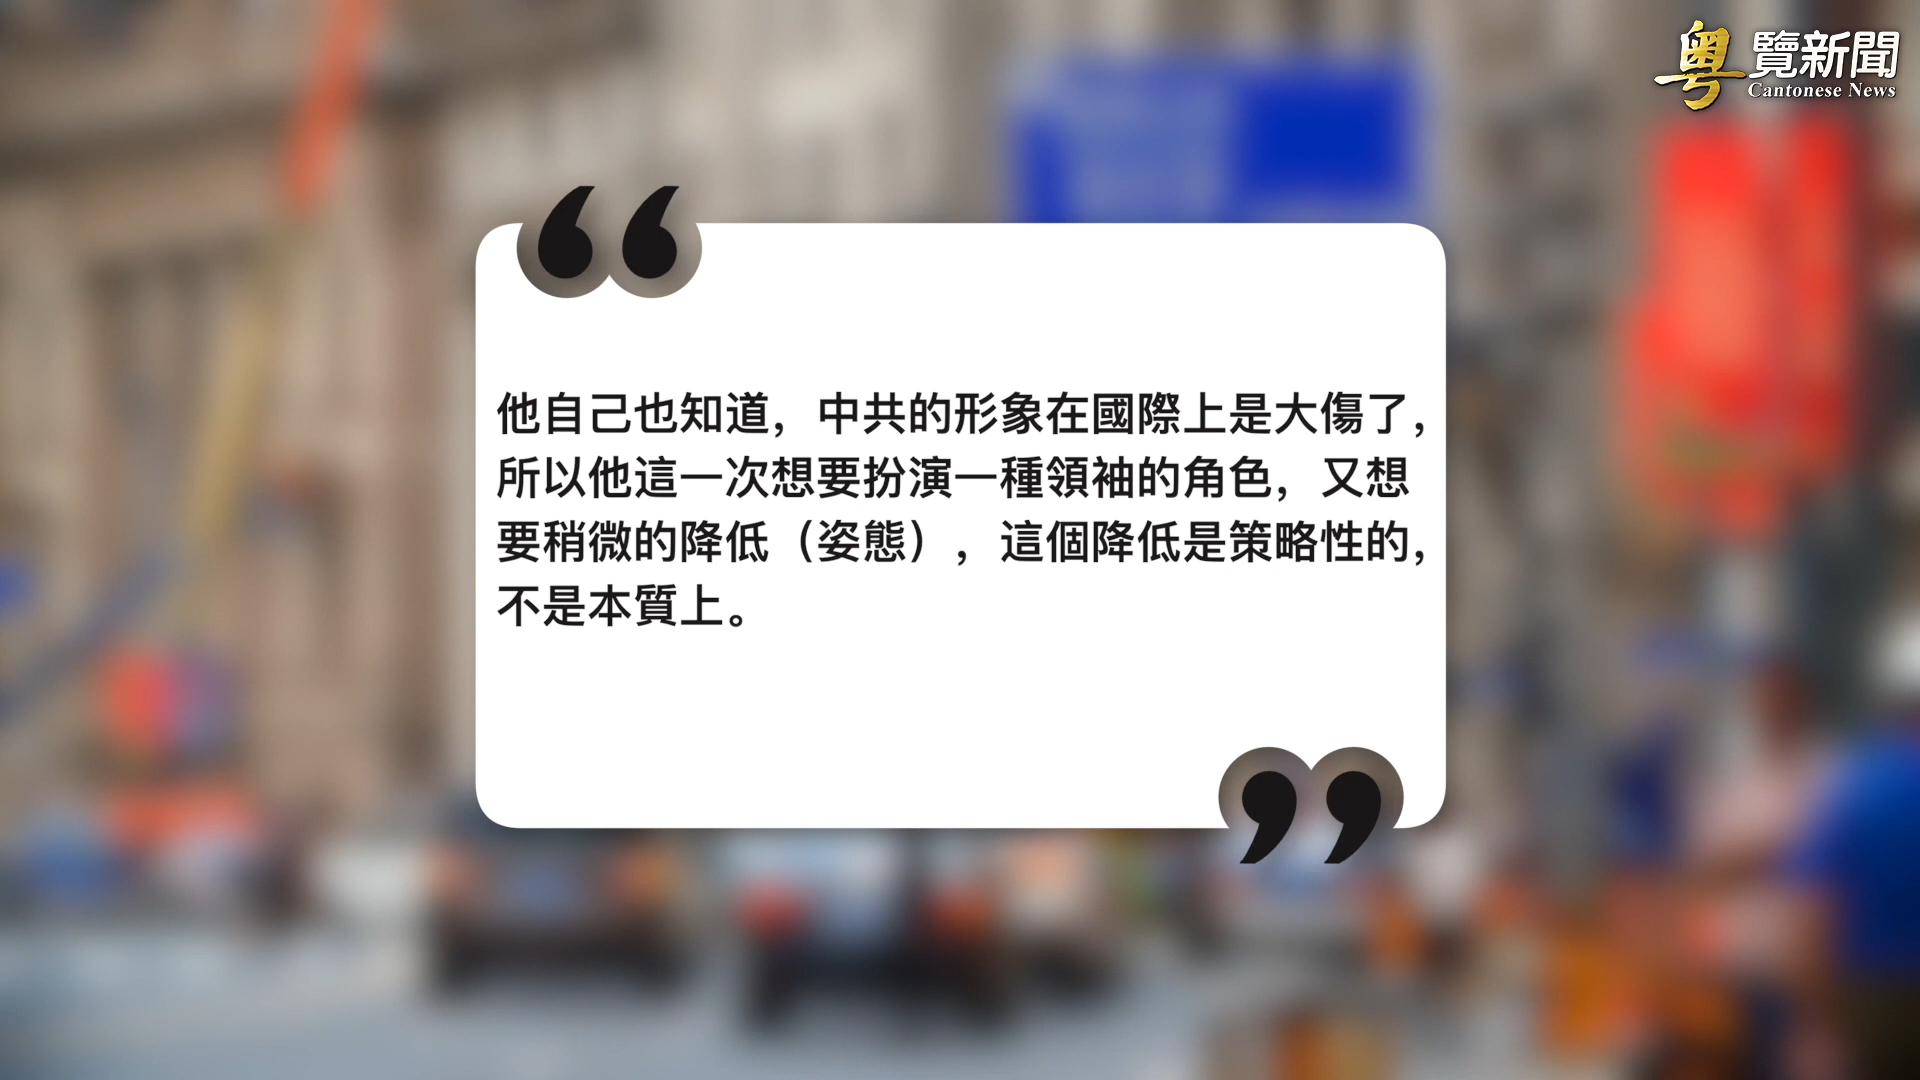 粵覽新聞
Cantonese News
他自己也知道，中共的形象在國際上是大傷了，
所以他這一次想要扮演一種領袖的角色，又想
要稍微的降低（姿態），這個降低是策略性的，
不是本質上。